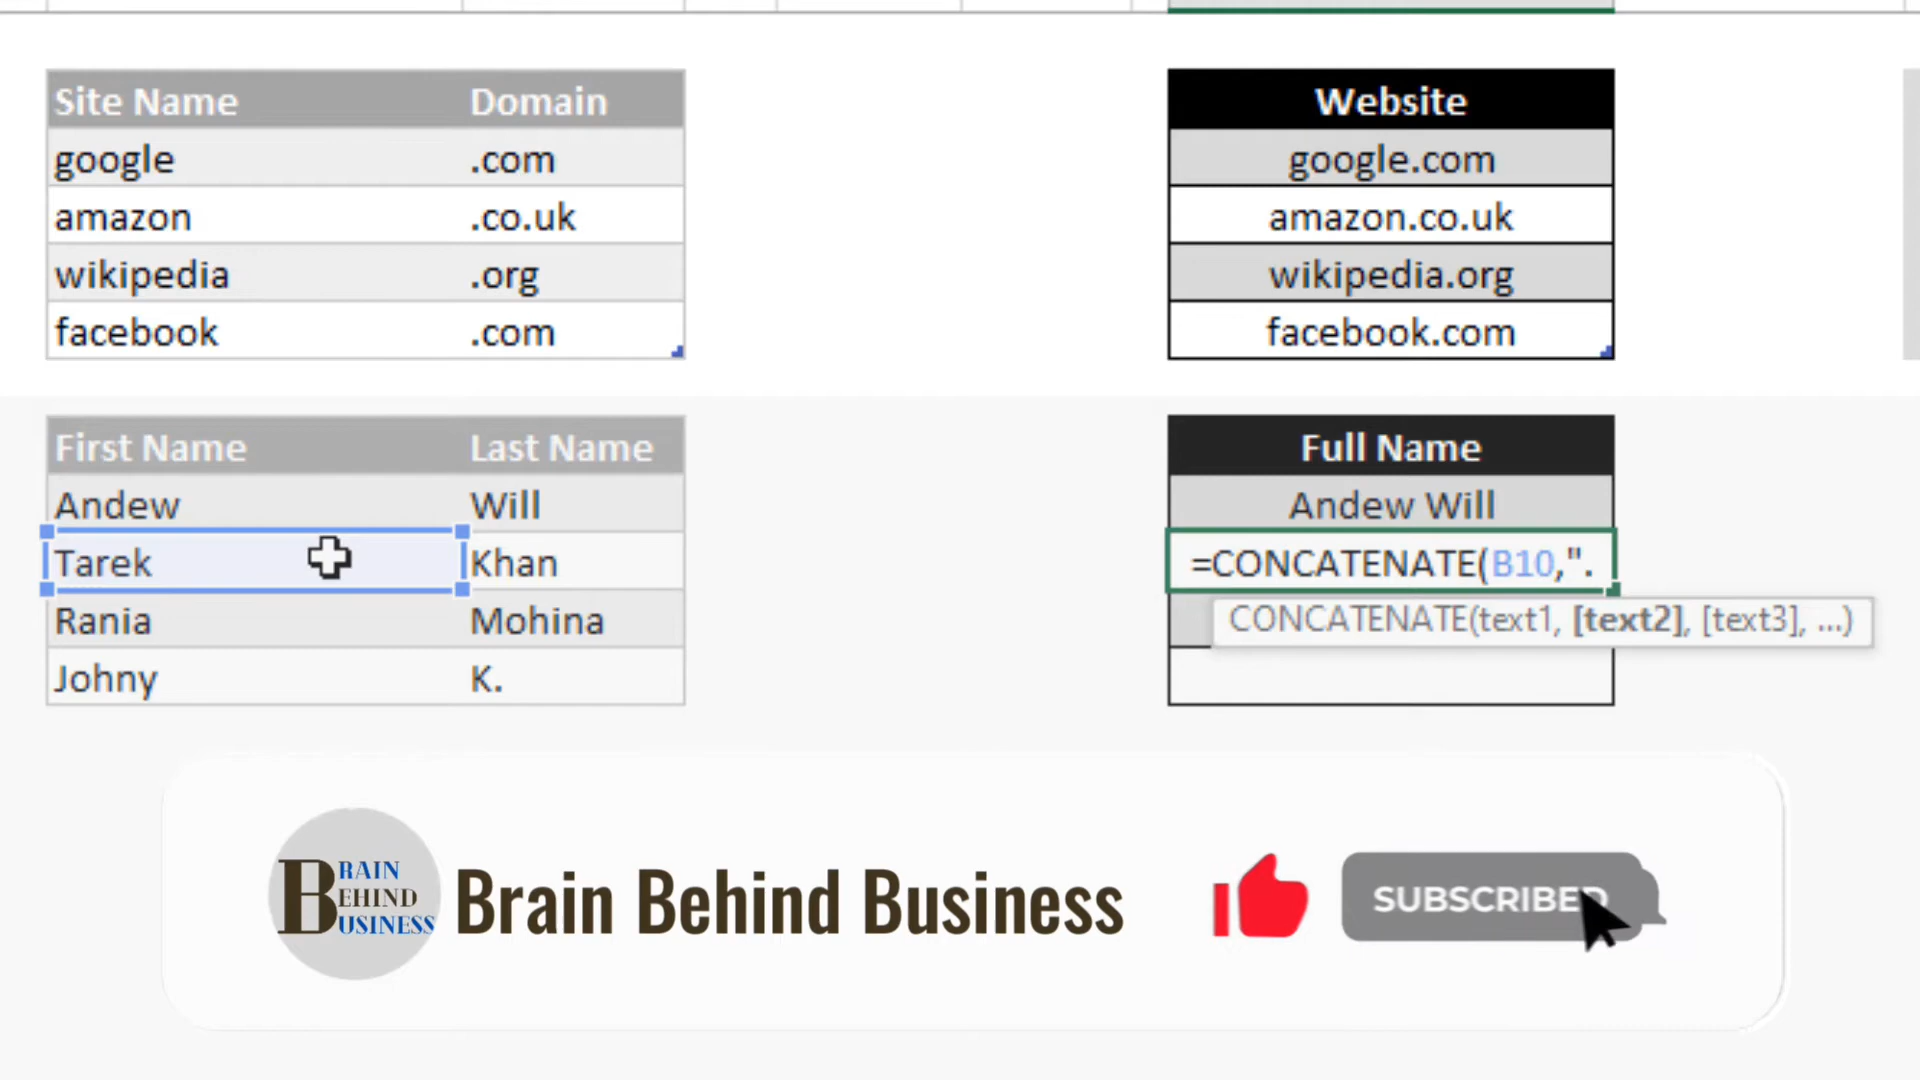 Site Name Domain
google .com
amazon .co.uk
wikipedia .org
facebook .com
Website
google.com
amazon.co.uk
wikipedia.org
facebook.com
First Name Last Name
Andew Will
Tarek Khan
Rania Mohina
Johny K.
Full Name
Andew Will
=CONCATENATE(B10,".
CONCATENATE(text1, [text2], [text3], ...)
BRAIN
BEHIND
BUSINESS
Brain Behind Business
SUBSCRIBED